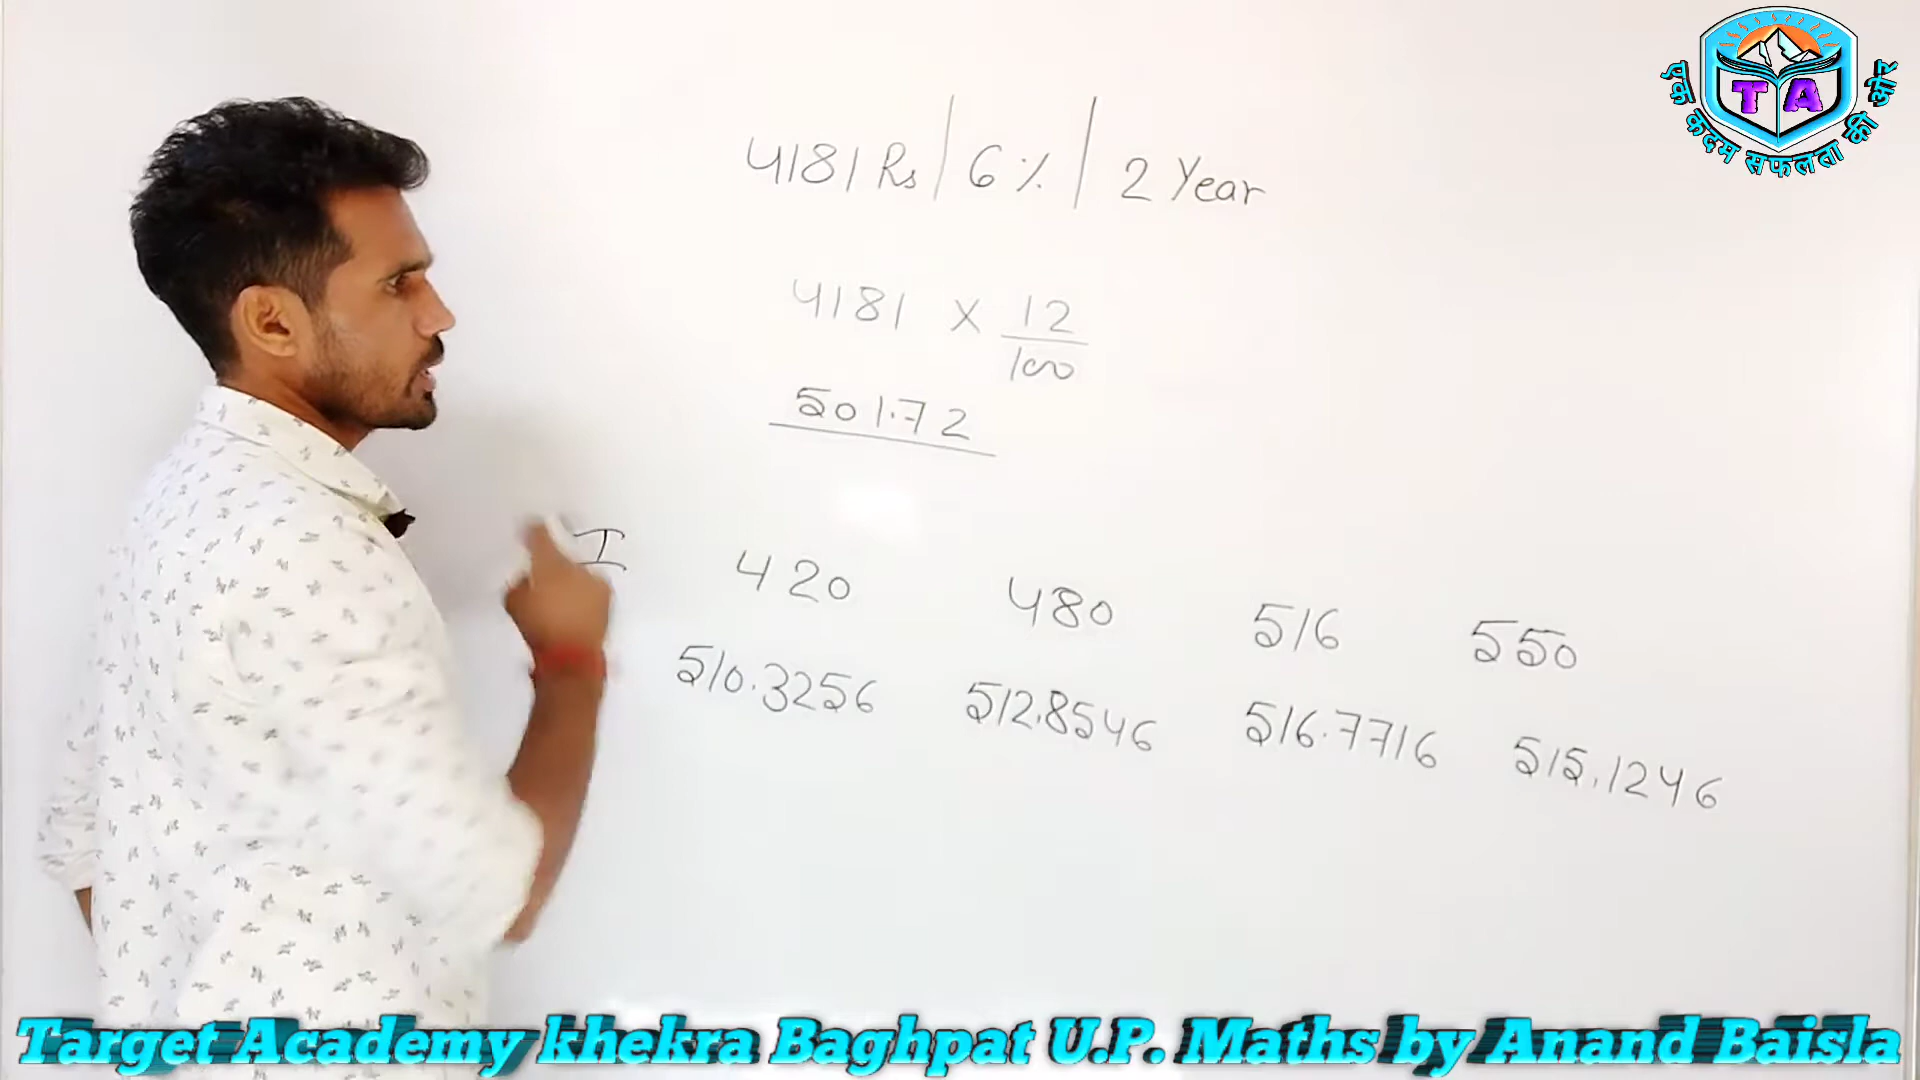 TA
एक कदम सफलता की ओर
4181 Rs | 6% | 2 Year
4181 × 12/100
501.72
I 420 480 516 550
510.3256 512.8546 516.7716 515.1246
Target Academy khekra Baghpat U.P. Maths by Anand Baisla